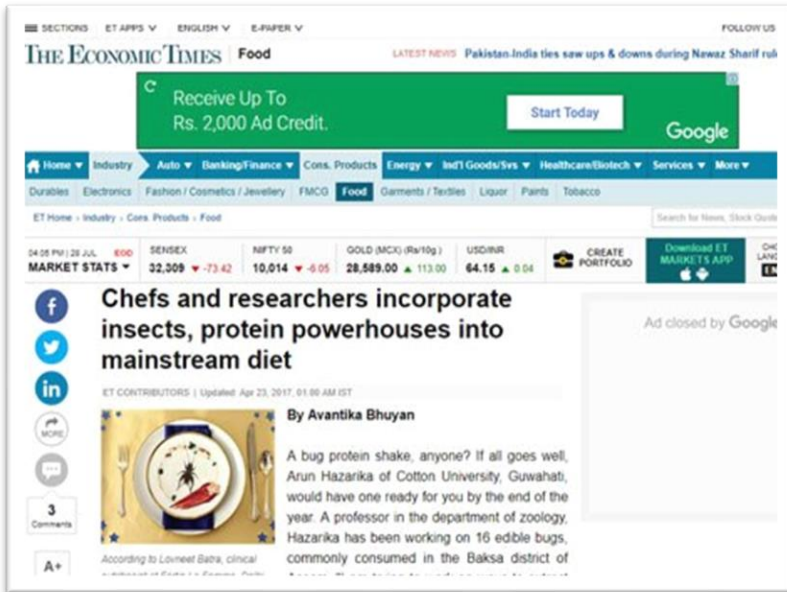 SECTIONS ET APPS ENGLISH E-PAPER FOLLOW US
THE ECONOMIC TIMES Food LATEST NEWS Pakistan-India ties saw ups & downs during Nawaz Sharif rul
Receive Up To
Rs. 2,000 Ad Credit.
Start Today
Google
Home Industry Auto Banking/Finance Cons. Products Energy Ind'l Goods/Svs Healthcare/Biotech Services More
Durables Electronics Fashion / Cosmetics / Jewellery FMCG Food Garments / Textiles Liquor Paints Tobacco
ET Home › Industry › Cons. Products › Food Search for News, Stock Quote
04:05 PM | 28 JUL EOD SENSEX NIFTY 50 GOLD (MCX) (Rs/10g.) USD/INR CREATE PORTFOLIO Download ET MARKETS APP
MARKET STATS 32,309 -73.42 10,014 -6.05 28,589.00 113.00 64.15 0.04
Chefs and researchers incorporate
insects, protein powerhouses into
mainstream diet
Ad closed by Google
ET CONTRIBUTORS | Updated: Apr 23, 2017, 01.00 AM IST
MORE
3
Comments
A+
By Avantika Bhuyan
A bug protein shake, anyone? If all goes well,
Arun Hazarika of Cotton University, Guwahati,
would have one ready for you by the end of the
year. A professor in the department of zoology,
Hazarika has been working on 16 edible bugs,
commonly consumed in the Baksa district of
According to Lovneet Batra, clinical